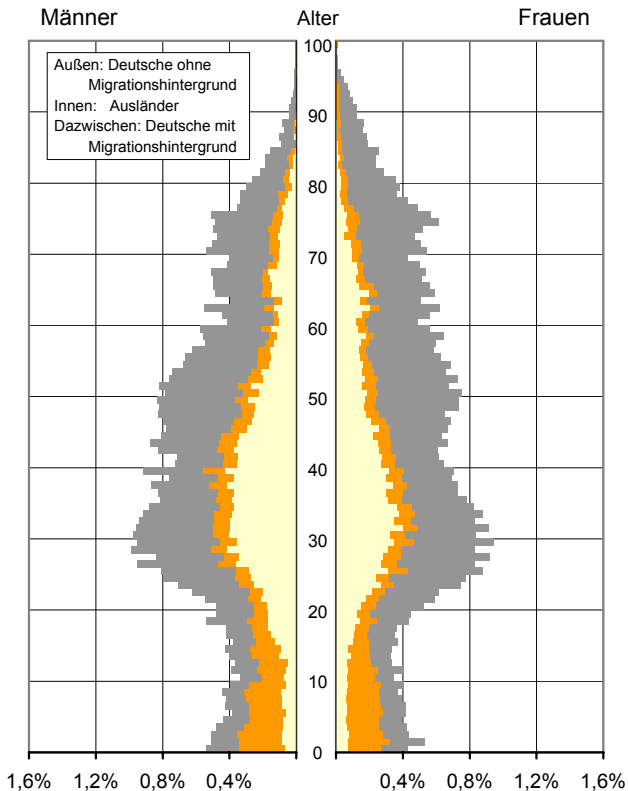 Männer Alter Frauen
Außen: Deutsche ohne
Migrationshintergrund
Innen: Ausländer
Dazwischen: Deutsche mit
Migrationshintergrund
100
90
80
70
60
50
40
30
20
10
0
1,6% 1,2% 0,8% 0,4% 0,4% 0,8% 1,2% 1,6%